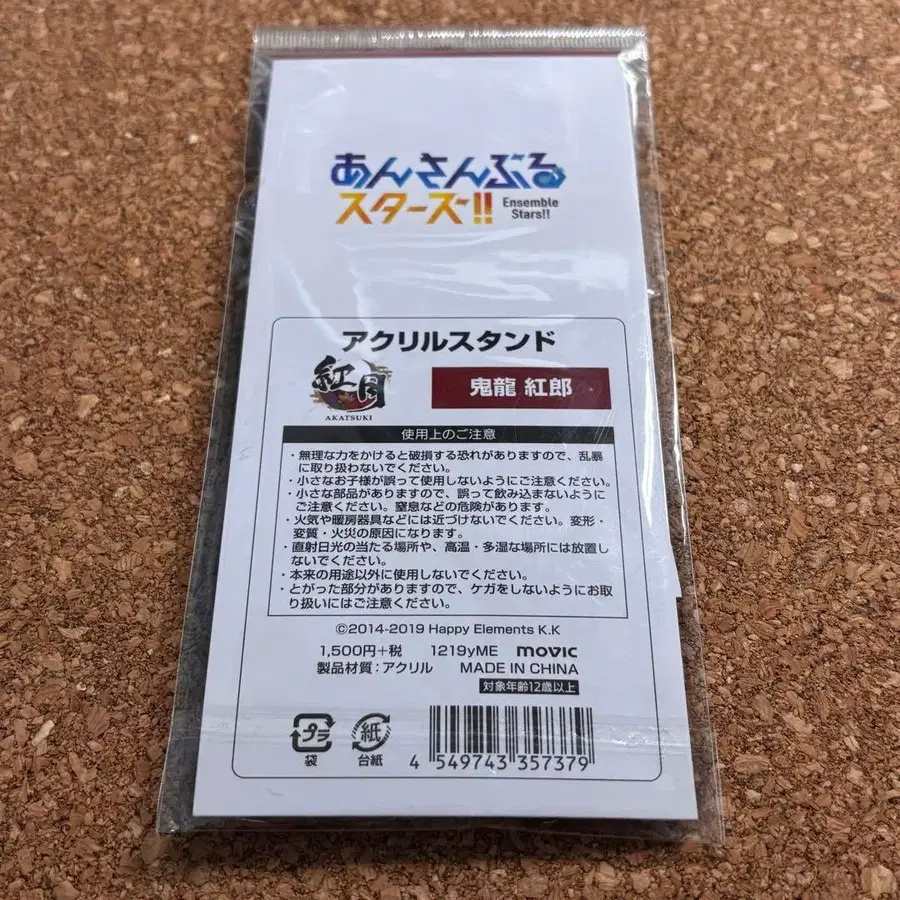 あんさんぶる
スターズ!!
Ensemble
Stars!!
アクリルスタンド
紅月
AKATSUKI
鬼龍 紅郎
使用上のご注意
・無理な力をかけると破損する恐れがありますので、乱暴
に取り扱わないでください。
・小さなお子様が誤って使用しないようにご注意ください。
・小さな部品がありますので、誤って飲み込まないように
ご注意ください。窒息などの危険があります。
・火気や暖房器具などには近づけないでください。変形・
変質・火災の原因になります。
・直射日光の当たる場所や、高温・多湿な場所には放置し
ないでください。
・本来の用途以外に使用しないでください。
・とがった部分がありますので、ケガをしないようにお取
り扱いにはご注意ください。
©2014-2019 Happy Elements K.K
1,500円+税 1219yME movic
製品材質:アクリル MADE IN CHINA
対象年齢12歳以上
プラ
袋
紙
台紙
4 549743 357379